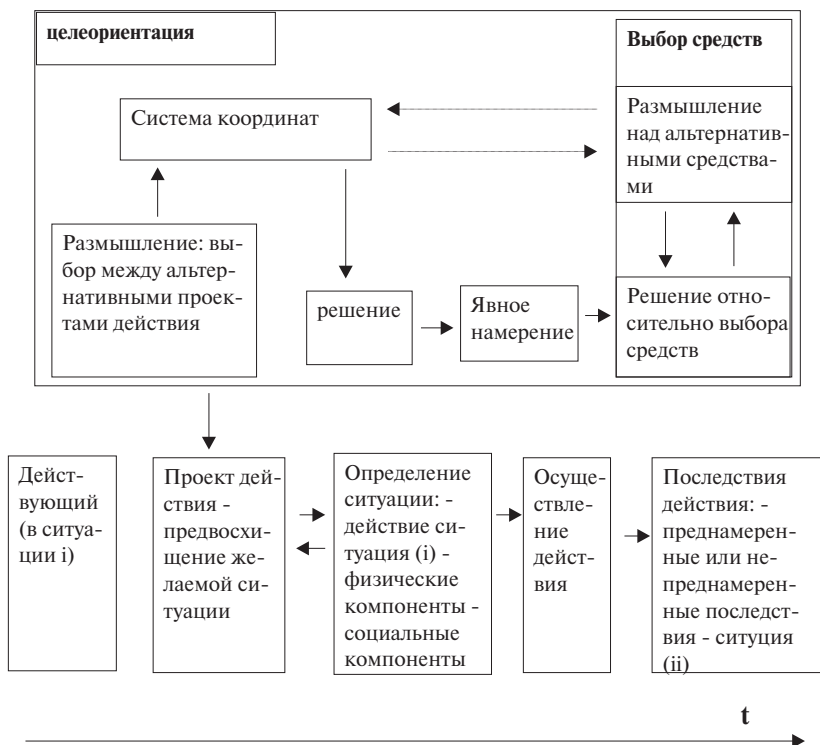 целеориентация
Выбор средств
Система координат
Размышление
над альтернатив-
ными средства-
ми
Размышление: вы-
бор между альтер-
нативными проек-
тами действия
решение
Явное
намерение
Решение отно-
сительно выбора
средств
Дейст-
вующий
(в ситуа-
ции i)
Проект дей-
ствия -
предвосхи-
щение же-
лаемой си-
туации
Определение
ситуации: -
действие си-
туация (i) -
физические
компоненты -
социальные
компоненты
Осуще-
ствле-
ние
дейст-
вия
Последствия
действия: -
преднамерен-
ные или не-
преднамерен-
ные последст-
вия - ситуция
(ii)
t